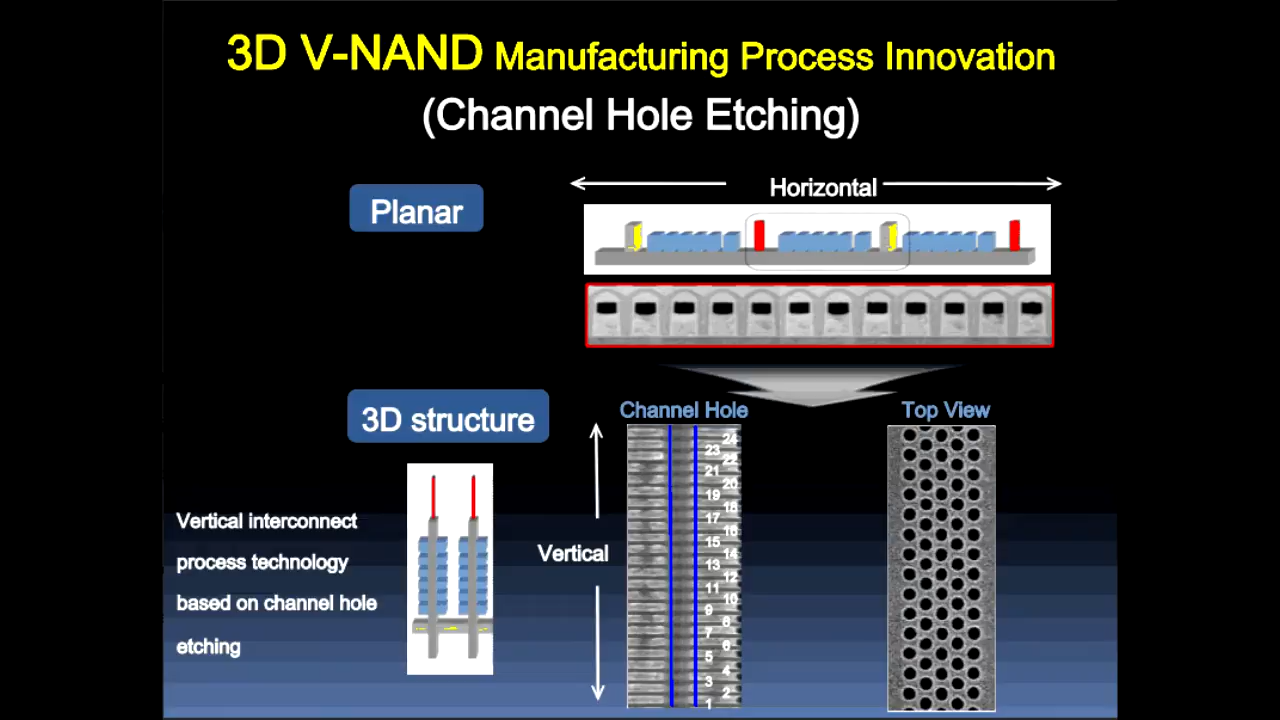 3D V-NAND Manufacturing Process Innovation
(Channel Hole Etching)
Planar
Horizontal
3D structure
Channel Hole
Top View
Vertical interconnect
process technology
based on channel hole
etching
Vertical
24
23
22
21
20
19
18
17
16
15
14
13
12
11
10
9
8
7
6
5
4
3
2
1